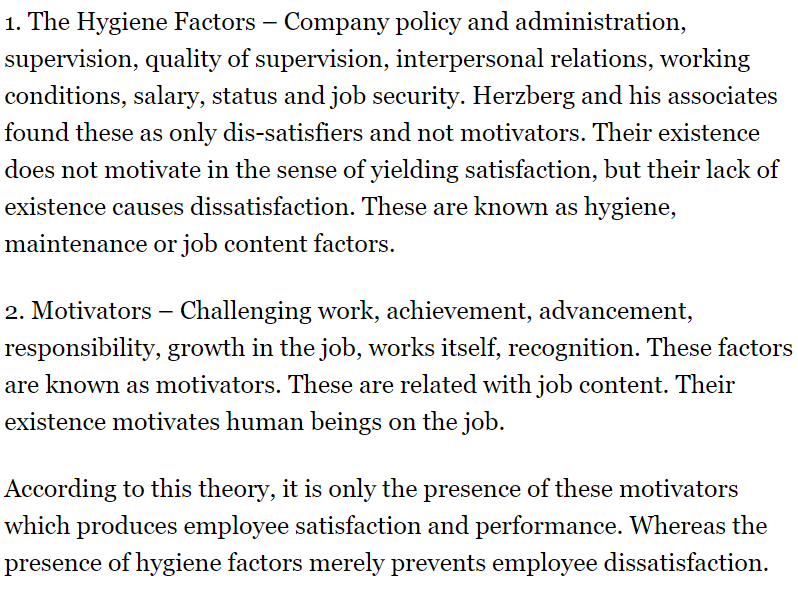 1. The Hygiene Factors – Company policy and administration,
supervision, quality of supervision, interpersonal relations, working
conditions, salary, status and job security. Herzberg and his associates
found these as only dis-satisfiers and not motivators. Their existence
does not motivate in the sense of yielding satisfaction, but their lack of
existence causes dissatisfaction. These are known as hygiene,
maintenance or job content factors.
2. Motivators – Challenging work, achievement, advancement,
responsibility, growth in the job, works itself, recognition. These factors
are known as motivators. These are related with job content. Their
existence motivates human beings on the job.
According to this theory, it is only the presence of these motivators
which produces employee satisfaction and performance. Whereas the
presence of hygiene factors merely prevents employee dissatisfaction.